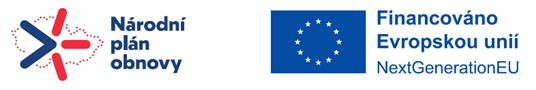 Národní
plán
obnovy
Financováno
Evropskou unií
NextGenerationEU